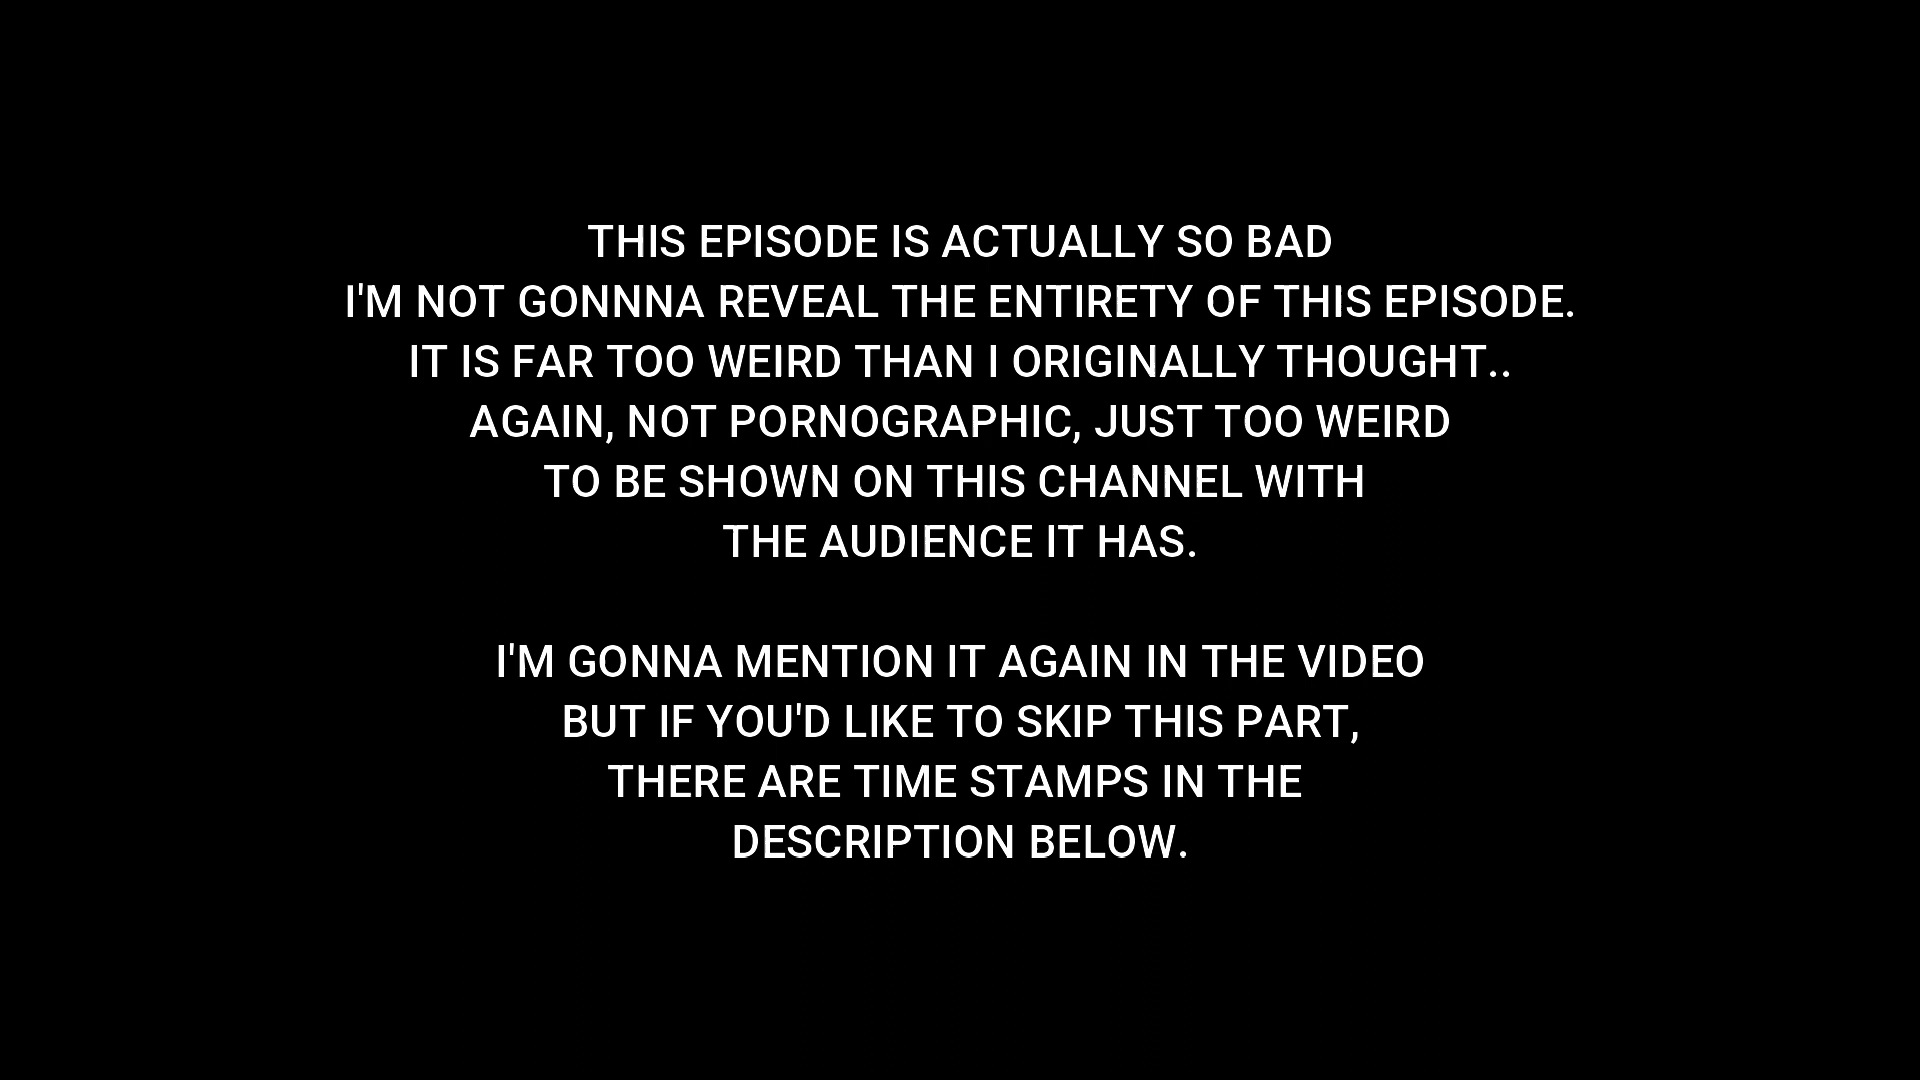 THIS EPISODE IS ACTUALLY SO BAD
I'M NOT GONNNA REVEAL THE ENTIRETY OF THIS EPISODE.
IT IS FAR TOO WEIRD THAN I ORIGINALLY THOUGHT..
AGAIN, NOT PORNOGRAPHIC, JUST TOO WEIRD
TO BE SHOWN ON THIS CHANNEL WITH
THE AUDIENCE IT HAS.
I'M GONNA MENTION IT AGAIN IN THE VIDEO
BUT IF YOU'D LIKE TO SKIP THIS PART,
THERE ARE TIME STAMPS IN THE
DESCRIPTION BELOW.